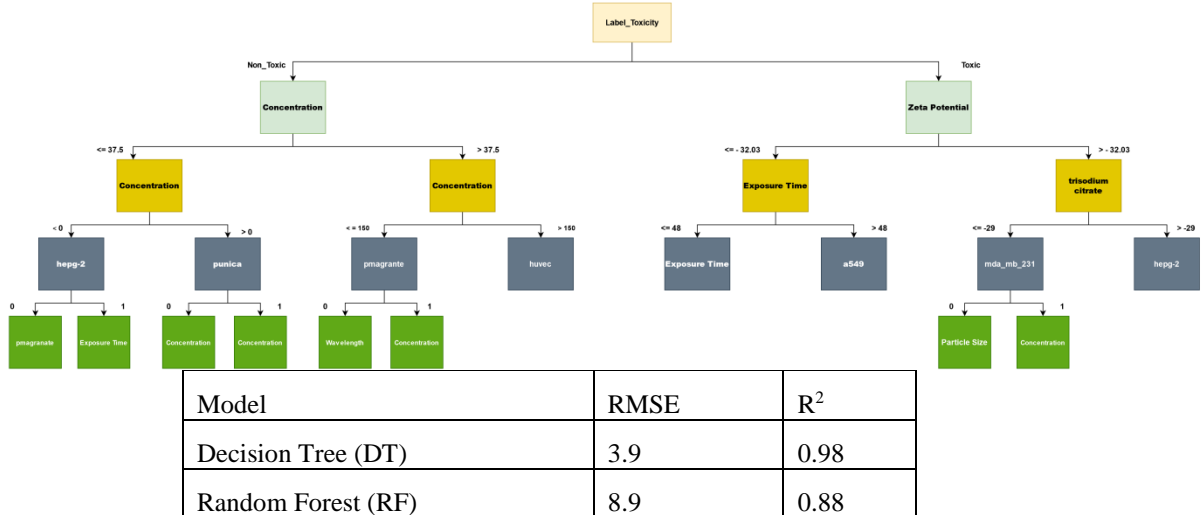 Label_Toxicity
Non_Toxic
Toxic
Concentration
Zeta Potential
<= 37.5
> 37.5
<= - 32.03
> - 32.03
Concentration
Concentration
Exposure Time
trisodium
citrate
< 0
> 0
< = 150
> 150
<= 48
> 48
<= -29
> -29
hepg-2
punica
pmagrante
huvec
Exposure Time
a549
mda_mb_231
hepg-2
0
1
0
1
0
1
0
1
pmagranate
Exposure Time
Concentration
Concentration
Wavelength
Concentration
Particle Size
Concentration
Model
RMSE
R²
Decision Tree (DT)
3.9
0.98
Random Forest (RF)
8.9
0.88